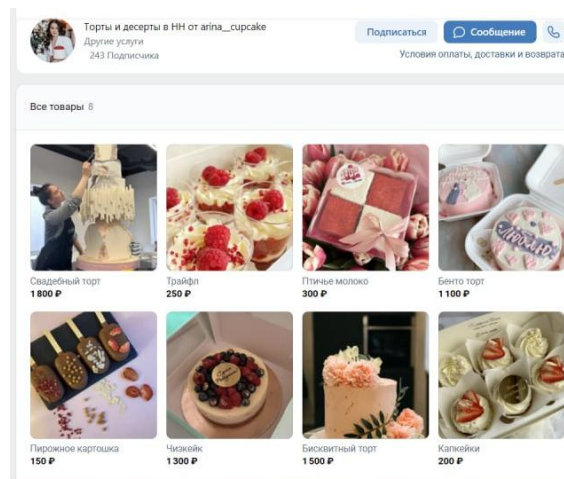 Торты и десерты в НН от arina__cupcake
Другие услуги
243 Подписчика
Подписаться
Сообщение
Условия оплаты, доставки и возврата
Все товары 8
Свадебный торт
1 800 ₽
Трайфл
250 ₽
Птичье молоко
300 ₽
ЛЮБЛЮ
Бенто торт
1 100 ₽
Пирожное картошка
150 ₽
Чизкейк
1 300 ₽
Бисквитный торт
1 500 ₽
Капкейки
200 ₽